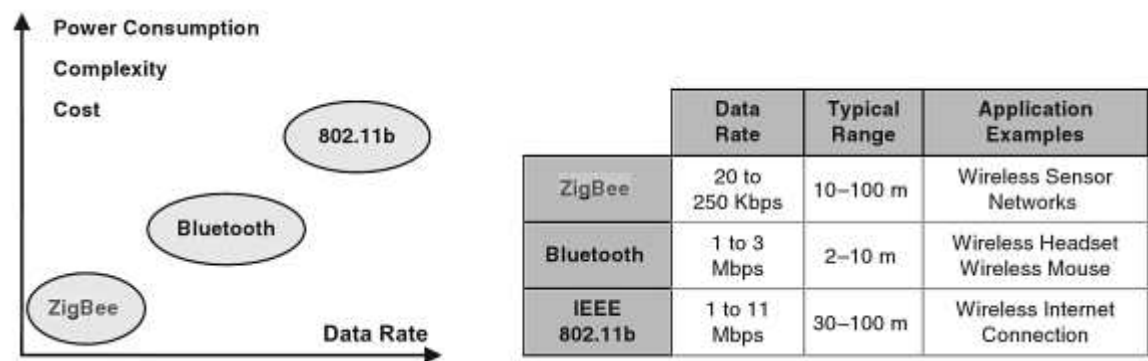 Power Consumption
Complexity
Cost
802.11b
Bluetooth
ZigBee
Data Rate
Data Typical Application
Rate Range Examples
ZigBee 20 to 250 Kbps 10–100 m Wireless Sensor Networks
Bluetooth 1 to 3 Mbps 2–10 m Wireless Headset Wireless Mouse
IEEE 802.11b 1 to 11 Mbps 30–100 m Wireless Internet Connection